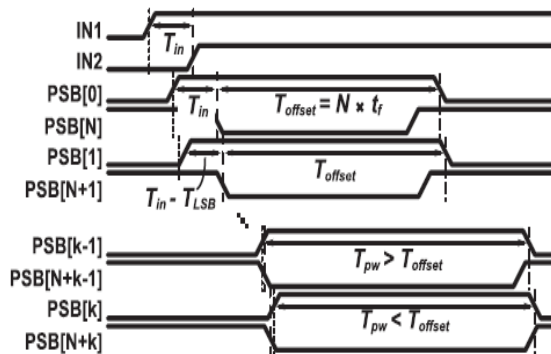 IN1
T_in
IN2
PSB[0]
T_in
T_offset = N × t_f
PSB[N]
PSB[1]
T_offset
PSB[N+1]
T_in - T_LSB
PSB[k-1]
T_pw > T_offset
PSB[N+k-1]
PSB[k]
T_pw < T_offset
PSB[N+k]